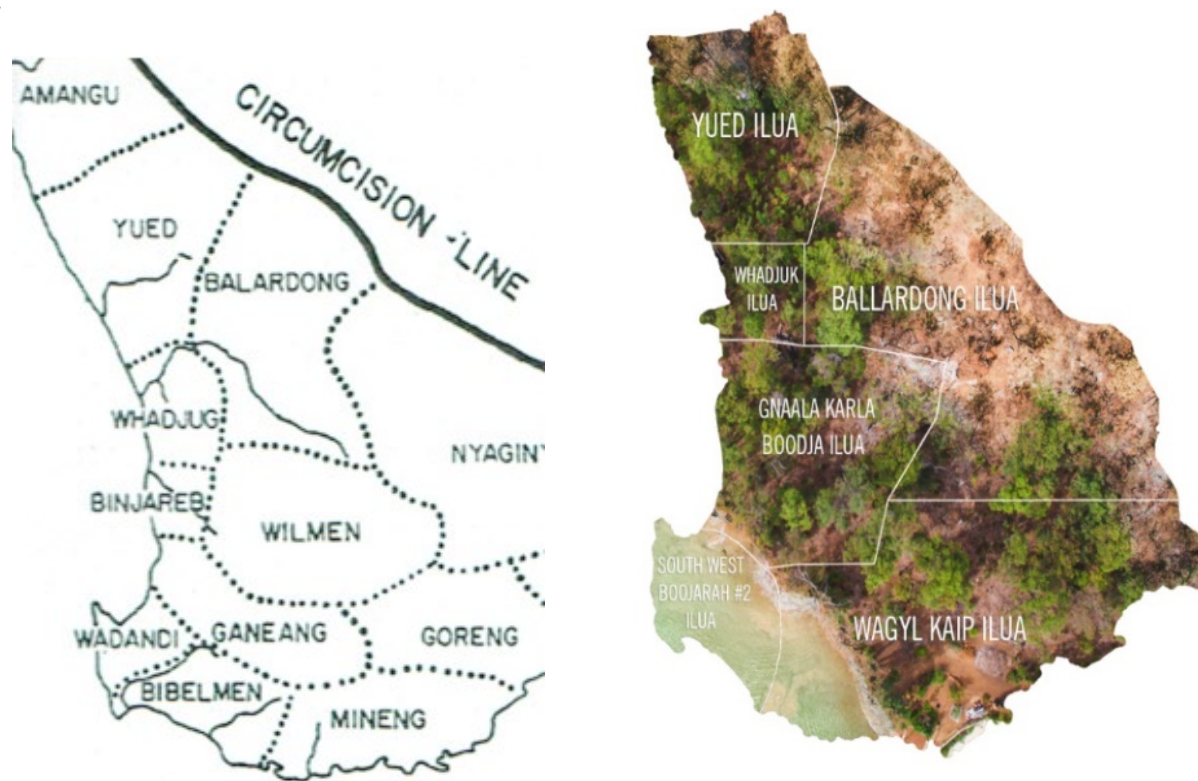 AMANGU
CIRCUMCISION LINE
YUED
BALARDONG
WHADJUG
NYAGINY
BINJAREB
WILMEN
WADANDI
GANEANG
GORENG
BIBELMEN
MINENG
YUED ILUA
WHADJUK
ILUA
BALLARDONG ILUA
GNAALA KARLA
BOODJA ILUA
SOUTH WEST
BOOJARAH #2
ILUA
WAGYL KAIP ILUA